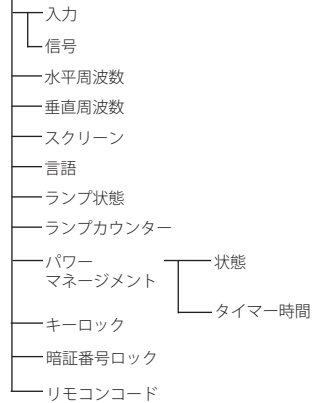 入力
信号
水平周波数
垂直周波数
スクリーン
言語
ランプ状態
ランプカウンター
パワー
マネージメント
状態
タイマー時間
キーロック
暗証番号ロック
リモコンコード